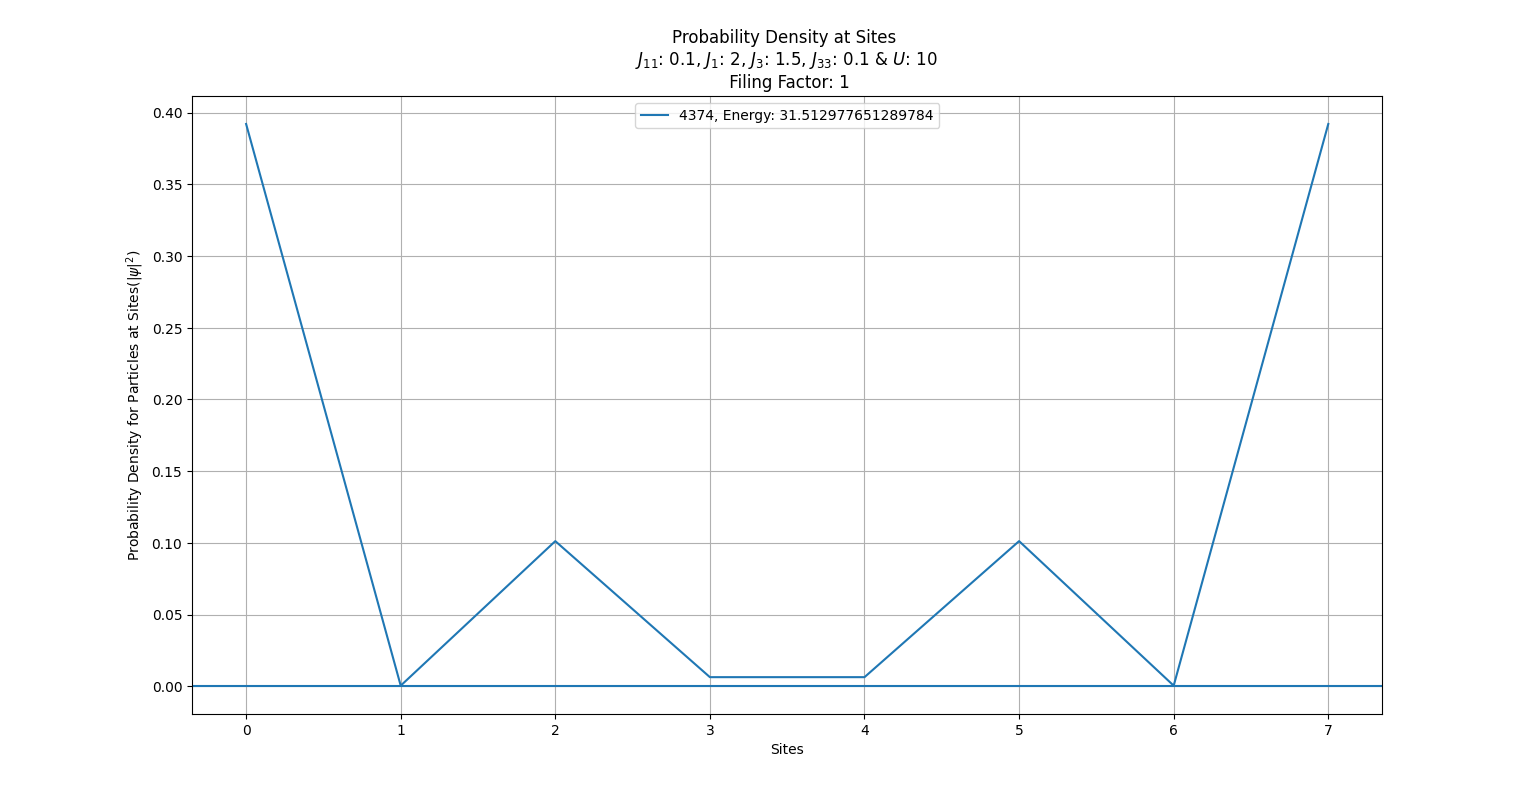 Probability Density at Sites
J₁₁: 0.1, J₁: 2, J₃: 1.5, J₃₃: 0.1 & U: 10
Filing Factor: 1
4374, Energy: 31.512977651289784
Probability Density for Particles at Sites(|ψ|²)
0.40
0.35
0.30
0.25
0.20
0.15
0.10
0.05
0.00
0 1 2 3 4 5 6 7
Sites